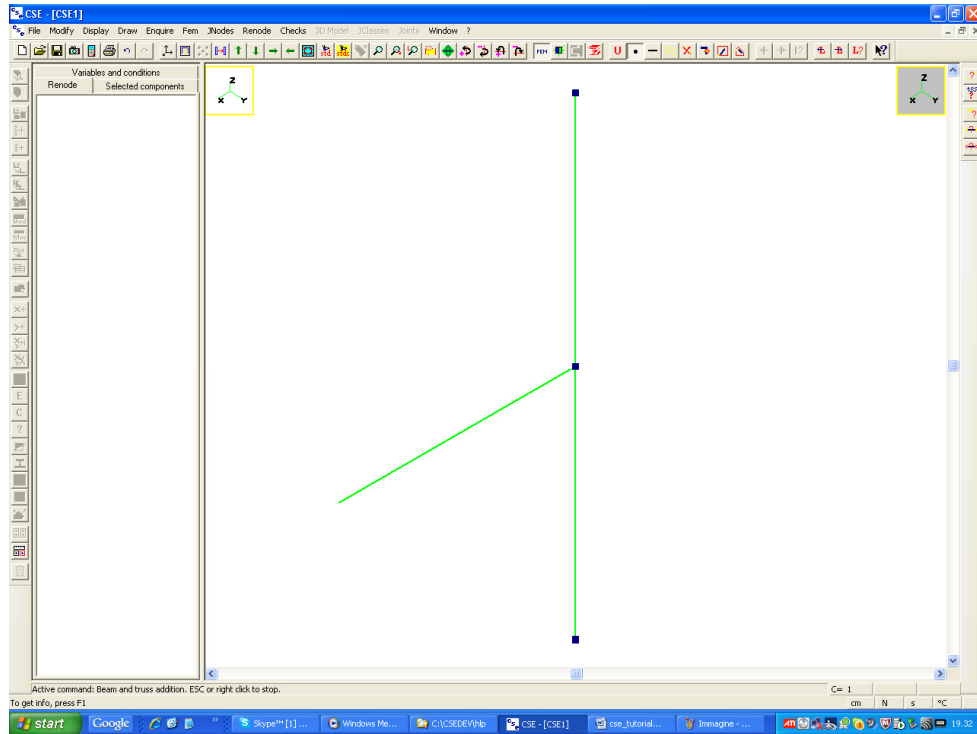 CSE - [CSE1]
File Modify Display Draw Enquire Fem JNodes Renode Checks 3D Model JClasses Joints Window ?
Variables and conditions
Renode Selected components
Z
X Y
Z
X Y
Active command: Beam and truss addition. ESC or right click to stop.
C= 1
To get info, press F1
cm N s °C
start Google Skype™ [1] ... Windows Me... C:\CSEDEV\hlp CSE - [CSE1] cse_tutorial... Immagine - ... 19.32